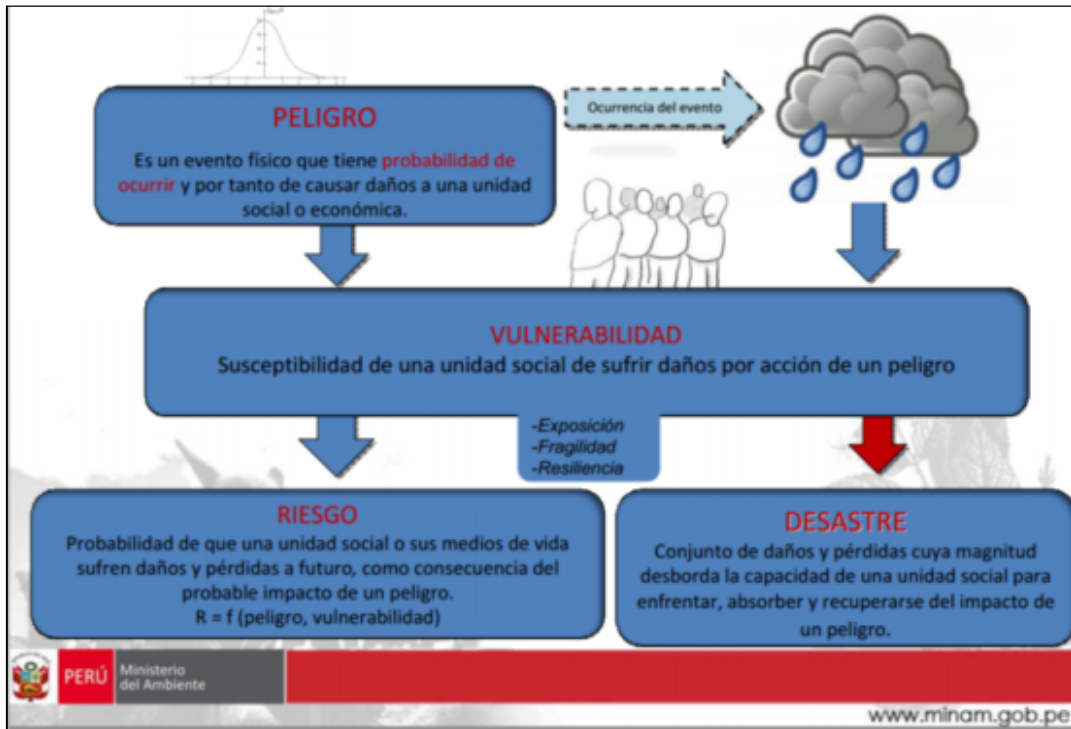 PELIGRO
Es un evento físico que tiene probabilidad de
ocurrir y por tanto de causar daños a una unidad
social o económica.
Ocurrencia del evento
VULNERABILIDAD
Susceptibilidad de una unidad social de sufrir daños por acción de un peligro
-Exposición
-Fragilidad
-Resiliencia
RIESGO
Probabilidad de que una unidad social o sus medios de vida
sufren daños y pérdidas a futuro, como consecuencia del
probable impacto de un peligro.
R = f (peligro, vulnerabilidad)
DESASTRE
Conjunto de daños y pérdidas cuya magnitud
desborda la capacidad de una unidad social para
enfrentar, absorber y recuperarse del impacto de
un peligro.
PERÚ
Ministerio
del Ambiente
www.minam.gob.pe